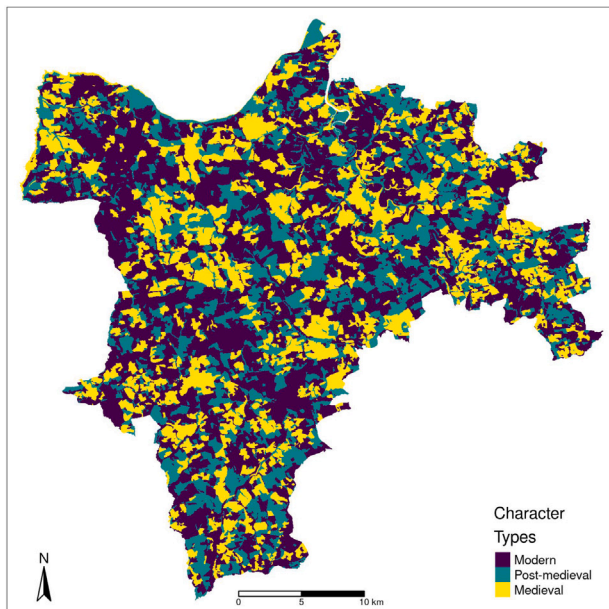 Character
Types
Modern
Post-medieval
Medieval
N
0 5 10 km